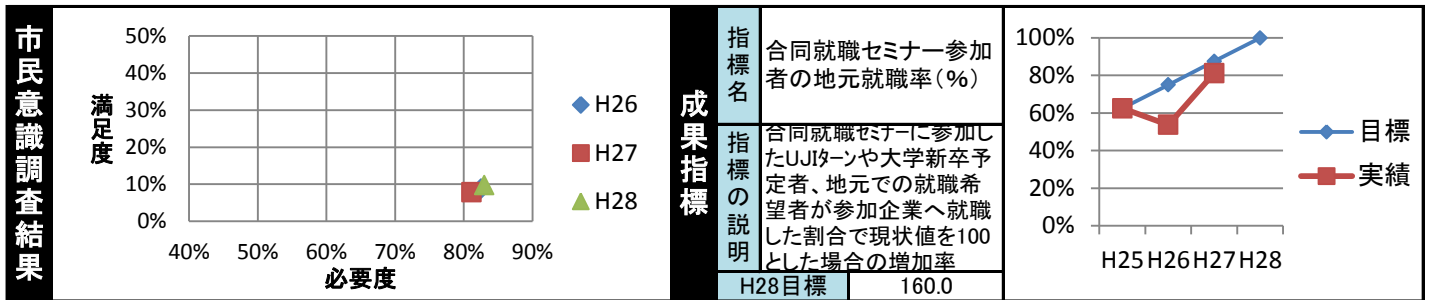 市民意識調査結果
50%
40%
30%
20%
10%
0%
満足度
40% 50% 60% 70% 80% 90%
必要度
H26
H27
H28
成果指標
指標名
合同就職セミナー参加
者の地元就職率(%)
指標の説明
合同就職セミナーに参加し
たUJIターンや大学新卒予
定者、地元での就職希
望者が参加企業へ就職
した割合で現状値を100
とした場合の増加率
H28目標 160.0
100%
80%
60%
40%
20%
0%
H25 H26 H27 H28
目標
実績